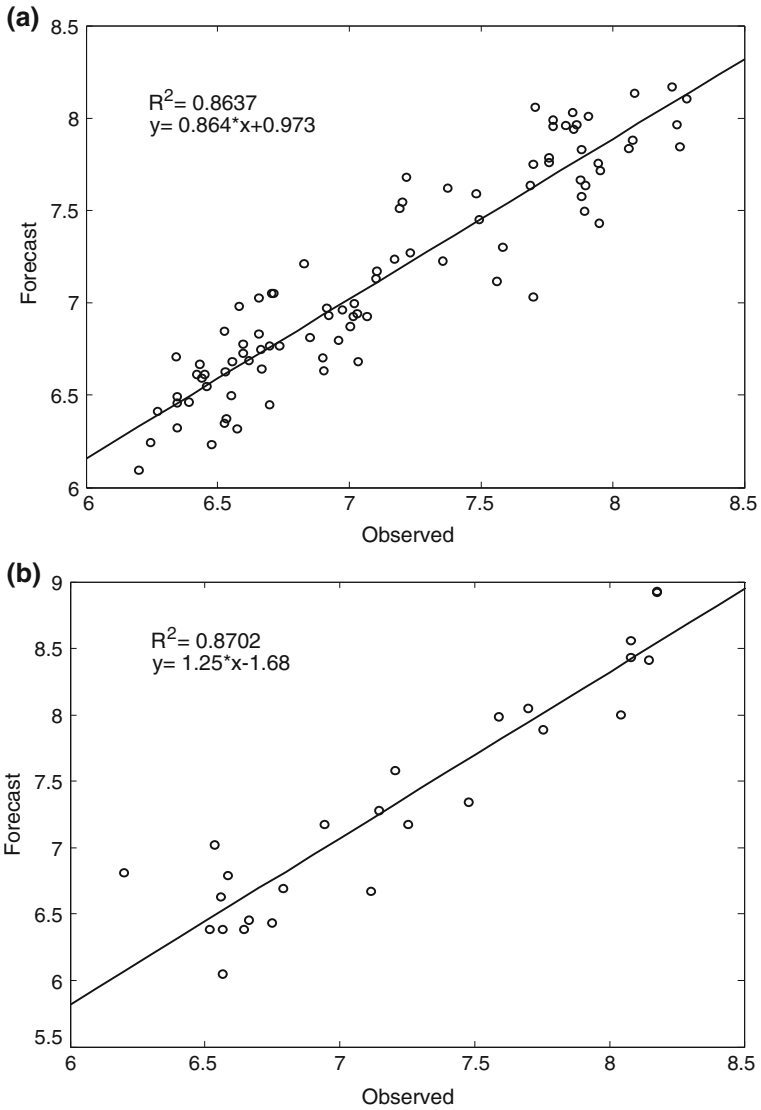 (a)
8.5
8
7.5
7
6.5
6
R²= 0.8637
y= 0.864*x+0.973
Forecast
6 6.5 7 7.5 8 8.5
Observed
(b)
9
8.5
8
7.5
7
6.5
6
5.5
R²= 0.8702
y= 1.25*x-1.68
Forecast
6 6.5 7 7.5 8 8.5
Observed